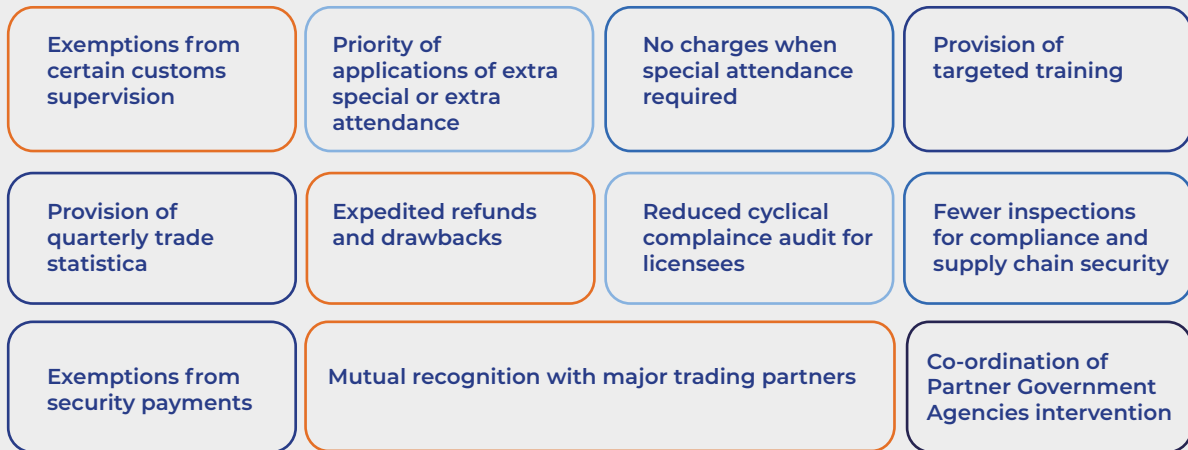 Exemptions from
certain customs
supervision
Priority of
applications of extra
special or extra
attendance
No charges when
special attendance
required
Provision of
targeted training
Provision of
quarterly trade
statistica
Expedited refunds
and drawbacks
Reduced cyclical
complaince audit for
licensees
Fewer inspections
for compliance and
supply chain security
Exemptions from
security payments
Mutual recognition with major trading partners
Co-ordination of
Partner Government
Agencies intervention